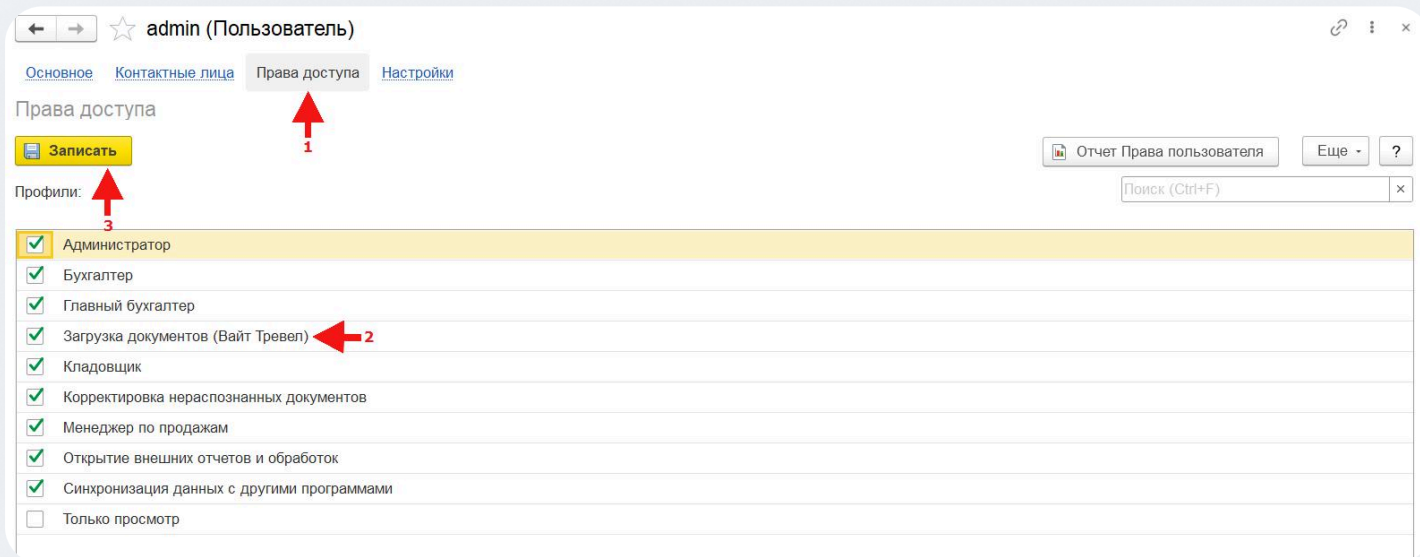 admin (Пользователь)
Основное Контактные лица Права доступа Настройки
Права доступа
1
Записать Отчет Права пользователя Еще ?
Профили: Поиск (Ctrl+F) ×
3
Администратор
Бухгалтер
Главный бухгалтер
Загрузка документов (Вайт Тревел) 2
Кладовщик
Корректировка нераспознанных документов
Менеджер по продажам
Открытие внешних отчетов и обработок
Синхронизация данных с другими программами
Только просмотр